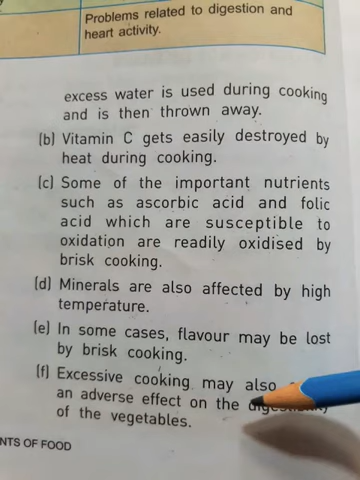 Problems related to digestion and
heart activity.
excess water is used during cooking
and is then thrown away.
(b) Vitamin C gets easily destroyed by
heat during cooking.
(c) Some of the important nutrients
such as ascorbic acid and folic
acid which are susceptible to
oxidation are readily oxidised by
brisk cooking.
(d) Minerals are also affected by high
temperature.
(e) In some cases, flavour may be lost
by brisk cooking.
(f) Excessive cooking may also
an adverse effect on the
of the vegetables.
NTS OF FOOD